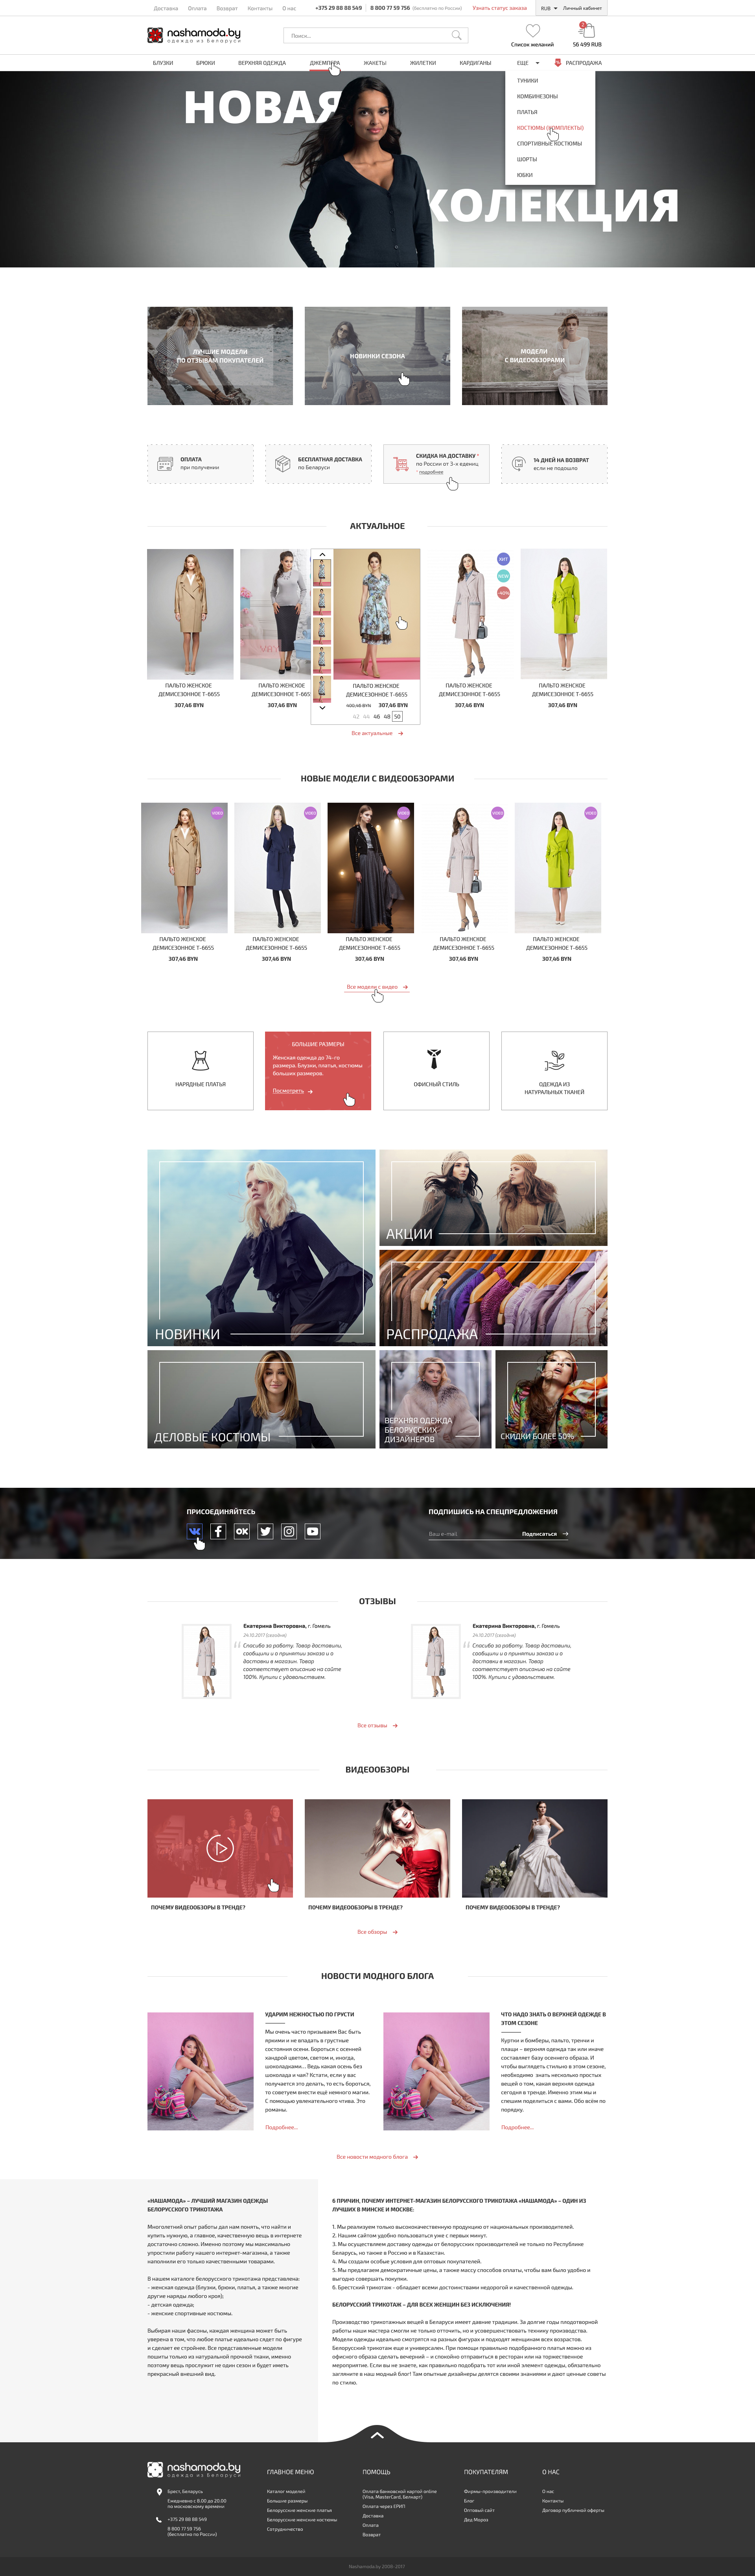 Доставка Оплата Возврат Контакты О нас +375 29 88 88 549 8 800 77 59 756 (бесплатно по России) Узнать статус заказа RUB Личный кабинет
nashamoda.by
одежда из беларуси
Поиск...
2
Список желаний 56 499 RUB
БЛУЗКИ БРЮКИ ВЕРХНЯЯ ОДЕЖДА ДЖЕМПЕРА ЖАКЕТЫ ЖИЛЕТКИ КАРДИГАНЫ ЕЩЕ РАСПРОДАЖА
ТУНИКИ
КОМБИНЕЗОНЫ
ПЛАТЬЯ
КОСТЮМЫ (КОМПЛЕКТЫ)
СПОРТИВНЫЕ КОСТЮМЫ
ШОРТЫ
ЮБКИ
НОВАЯ
КОЛЕКЦИЯ
ЛУЧШИЕ МОДЕЛИ
ПО ОТЗЫВАМ ПОКУПАТЕЛЕЙ
НОВИНКИ СЕЗОНА
МОДЕЛИ
С ВИДЕООБЗОРАМИ
ОПЛАТА
при получении
БЕСПЛАТНАЯ ДОСТАВКА
по Беларуси
СКИДКА НА ДОСТАВКУ *
по России от 3-х единиц
* подробнее
14 ДНЕЙ НА ВОЗВРАТ
если не подошло
АКТУАЛЬНОЕ
ХИТ
NEW
-40%
ПАЛЬТО ЖЕНСКОЕ
ДЕМИСЕЗОННОЕ Т-6655
307,46 BYN
ПАЛЬТО ЖЕНСКОЕ
ДЕМИСЕЗОННОЕ Т-6655
307,46 BYN
ПАЛЬТО ЖЕНСКОЕ
ДЕМИСЕЗОННОЕ Т-6655
400,46 BYN 307,46 BYN
42 44 46 48 50
ПАЛЬТО ЖЕНСКОЕ
ДЕМИСЕЗОННОЕ Т-6655
307,46 BYN
ПАЛЬТО ЖЕНСКОЕ
ДЕМИСЕЗОННОЕ Т-6655
307,46 BYN
Все актуальные
НОВЫЕ МОДЕЛИ С ВИДЕООБЗОРАМИ
VIDEO VIDEO VIDEO VIDEO VIDEO
ПАЛЬТО ЖЕНСКОЕ
ДЕМИСЕЗОННОЕ Т-6655
307,46 BYN
ПАЛЬТО ЖЕНСКОЕ
ДЕМИСЕЗОННОЕ Т-6655
307,46 BYN
ПАЛЬТО ЖЕНСКОЕ
ДЕМИСЕЗОННОЕ Т-6655
307,46 BYN
ПАЛЬТО ЖЕНСКОЕ
ДЕМИСЕЗОННОЕ Т-6655
307,46 BYN
ПАЛЬТО ЖЕНСКОЕ
ДЕМИСЕЗОННОЕ Т-6655
307,46 BYN
Все модели с видео
НАРЯДНЫЕ ПЛАТЬЯ
БОЛЬШИЕ РАЗМЕРЫ
Женская одежда до 74-го
размера. Блузки, платья, костюмы
больших размеров.
Посмотреть
ОФИСНЫЙ СТИЛЬ
ОДЕЖДА ИЗ
НАТУРАЛЬНЫХ ТКАНЕЙ
НОВИНКИ
АКЦИИ
РАСПРОДАЖА
ДЕЛОВЫЕ КОСТЮМЫ
ВЕРХНЯЯ ОДЕЖДА
БЕЛОРУССКИХ
ДИЗАЙНЕРОВ
СКИДКИ БОЛЕЕ 50%
ПРИСОЕДИНЯЙТЕСЬ
ПОДПИШИСЬ НА СПЕЦПРЕДЛОЖЕНИЯ
Ваш e-mail Подписаться
ОТЗЫВЫ
Екатерина Викторовна, г. Гомель
24.10.2017 (сегодня)
Спасибо за работу. Товар доставили,
сообщили и о принятии заказа и о
доставки в магазин. Товар
соответствует описанию на сайте
100%. Купили с удовольствием.
Екатерина Викторовна, г. Гомель
24.10.2017 (сегодня)
Спасибо за работу. Товар доставили,
сообщили и о принятии заказа и о
доставки в магазин. Товар
соответствует описанию на сайте
100%. Купили с удовольствием.
Все отзывы
ВИДЕООБЗОРЫ
ПОЧЕМУ ВИДЕООБЗОРЫ В ТРЕНДЕ?
ПОЧЕМУ ВИДЕООБЗОРЫ В ТРЕНДЕ?
ПОЧЕМУ ВИДЕООБЗОРЫ В ТРЕНДЕ?
Все обзоры
НОВОСТИ МОДНОГО БЛОГА
УДАРИМ НЕЖНОСТЬЮ ПО ГРУСТИ
Мы очень часто призываем Вас быть
яркими и не впадать в грустные
состояния осени. Бороться с осенней
хандрой цветом, светом и, иногда,
шоколадками... Ведь какая осень без
шоколада и чая? Кстати, если у вас
получается это делать, то есть бороться,
то советуем внести ещё немного магии.
С помощью увлекательного чтива. Это
романы.
Подробнее...
ЧТО НАДО ЗНАТЬ О ВЕРХНЕЙ ОДЕЖДЕ В
ЭТОМ СЕЗОНЕ
Куртки и бомберы, пальто, тренчи и
плащи – верхняя одежда так или иначе
составляет базу осеннего образа. И
чтобы выглядеть стильно в этом сезоне,
необходимо знать несколько простых
вещей о том, какая верхняя одежда
сегодня в тренде. Именно этим мы и
спешим поделиться с вами. Обо всём по
порядку.
Подробнее...
Все новости модного блога
«НАШАМОДА» – ЛУЧШИЙ МАГАЗИН ОДЕЖДЫ
БЕЛОРУССКОГО ТРИКОТАЖА
Многолетний опыт работы дал нам понять, что найти и
купить нужную, а главное, качественную вещь в интернете
достаточно сложно. Именно поэтому мы максимально
упростили работу нашего интернет-магазина, а также
наполнили его только качественными товарами.
В нашем каталоге белорусского трикотажа представлена:
- женская одежда (блузки, брюки, платья, а также многие
другие наряды любого кроя);
- детская одежда;
- женские спортивные костюмы.
Выбирая наши фасоны, каждая женщина может быть
уверена в том, что любое платье идеально сядет по фигуре
и сделает ее стройнее. Все представленные модели
пошиты только из натуральной прочной ткани, именно
поэтому вещь прослужит не один сезон и будет иметь
прекрасный внешний вид.
6 ПРИЧИН, ПОЧЕМУ ИНТЕРНЕТ-МАГАЗИН БЕЛОРУССКОГО ТРИКОТАЖА «НАШАМОДА» – ОДИН ИЗ
ЛУЧШИХ В МИНСКЕ И МОСКВЕ:
1. Мы реализуем только высококачественную продукцию от национальных производителей.
2. Нашим сайтом удобно пользоваться уже с первых минут.
3. Мы осуществляем доставку одежды от белорусских производителей не только по Республике
Беларусь, но также в Россию и в Казахстан.
4. Мы создали особые условия для оптовых покупателей.
5. Мы предлагаем демократичные цены, а также массу способов оплаты, чтобы вам было удобно и
выгодно совершать покупки.
6. Брестский трикотаж - обладает всеми достоинствами недорогой и качественной одежды.
БЕЛОРУССКИЙ ТРИКОТАЖ – ДЛЯ ВСЕХ ЖЕНЩИН БЕЗ ИСКЛЮЧЕНИЯ!
Производство трикотажных вещей в Беларуси имеет давние традиции. За долгие годы плодотворной
работы наши мастера смогли не только отточить, но и усовершенствовать технику производства.
Модели одежды идеально смотрятся на разных фигурах и подходят женщинам всех возрастов.
Белорусский трикотаж еще и универсален. При помощи правильно подобранного платья можно из
офисного образа сделать вечерний – и спокойно отправиться в ресторан или на торжественное
мероприятие. Если вы не знаете, как правильно подобрать тот или иной элемент одежды, обязательно
загляните в наш модный блог! Там опытные дизайнеры делятся своими знаниями и дают ценные советы
по стилю.
nashamoda.by
одежда из беларуси
Брест, Беларусь
Ежедневно с 8.00 до 20.00
по московскому времени
+375 29 88 88 549
8 800 77 59 756
(Бесплатно по России)
ГЛАВНОЕ МЕНЮ
Каталог моделей
Большие размеры
Белорусские женские платья
Белорусские женские костюмы
Сотрудничество
ПОМОЩЬ
Оплата банковской картой online
(Visa, MasterCard, Белкарт)
Оплата через ЕРИП
Доставка
Оплата
Возврат
ПОКУПАТЕЛЯМ
Фирмы-производители
Блог
Оптовый сайт
Дед Мороз
О НАС
О нас
Контакты
Договор публичной оферты
Nashamoda.by 2008-2017